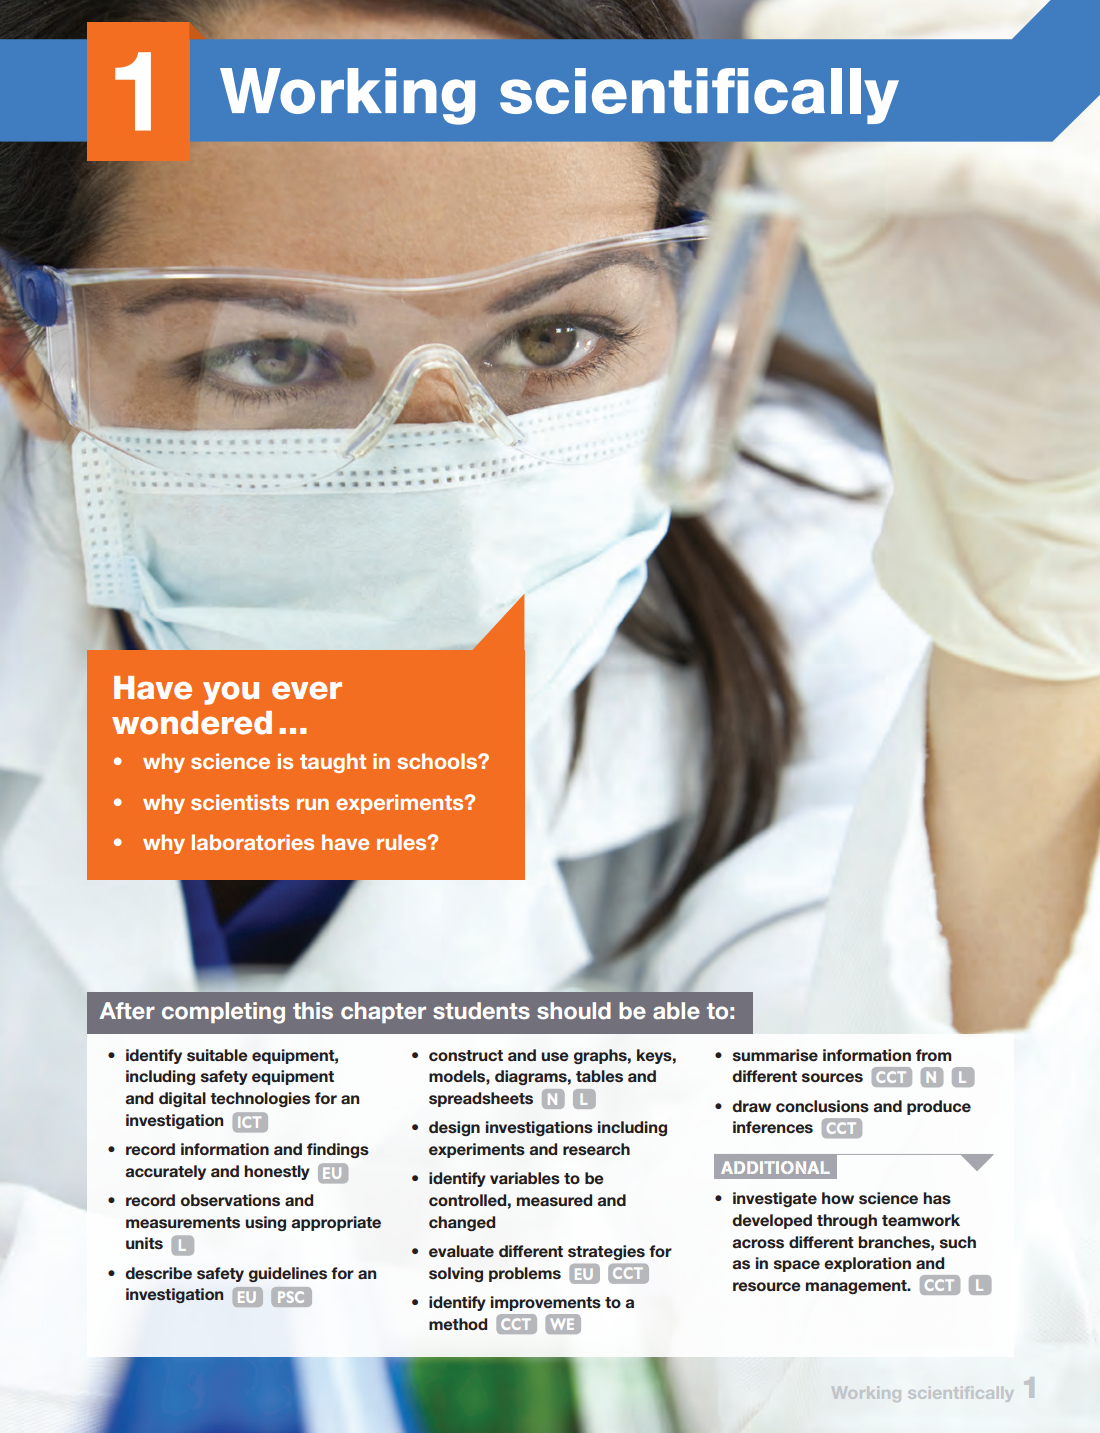 1
Working scientifically
Have you ever
wondered...
• why science is taught in schools?
• why scientists run experiments?
• why laboratories have rules?
After completing this chapter students should be able to:
• identify suitable equipment,
including safety equipment
and digital technologies for an
investigation ICT
• record information and findings
accurately and honestly EU
• record observations and
measurements using appropriate
units L
• describe safety guidelines for an
investigation EU PSC
• construct and use graphs, keys,
models, diagrams, tables and
spreadsheets N L
• design investigations including
experiments and research
• identify variables to be
controlled, measured and
changed
• evaluate different strategies for
solving problems EU CCT
• identify improvements to a
method CCT WE
• summarise information from
different sources CCT N L
• draw conclusions and produce
inferences CCT
ADDITIONAL
• investigate how science has
developed through teamwork
across different branches, such
as in space exploration and
resource management. CCT L
Working scientifically 1